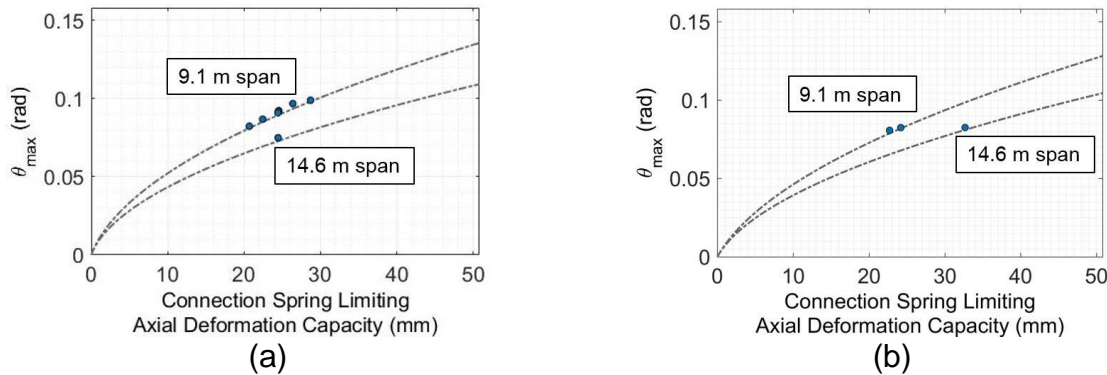 0.15
0.1
0.05
0
θmax (rad)
9.1 m span
14.6 m span
0 10 20 30 40 50
Connection Spring Limiting
Axial Deformation Capacity (mm)
(a)
0.15
0.1
0.05
0
θmax (rad)
9.1 m span
14.6 m span
0 10 20 30 40 50
Connection Spring Limiting
Axial Deformation Capacity (mm)
(b)